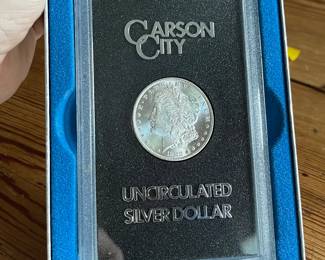 CARSON
CITY
UNCIRCULATED
SILVER DOLLAR